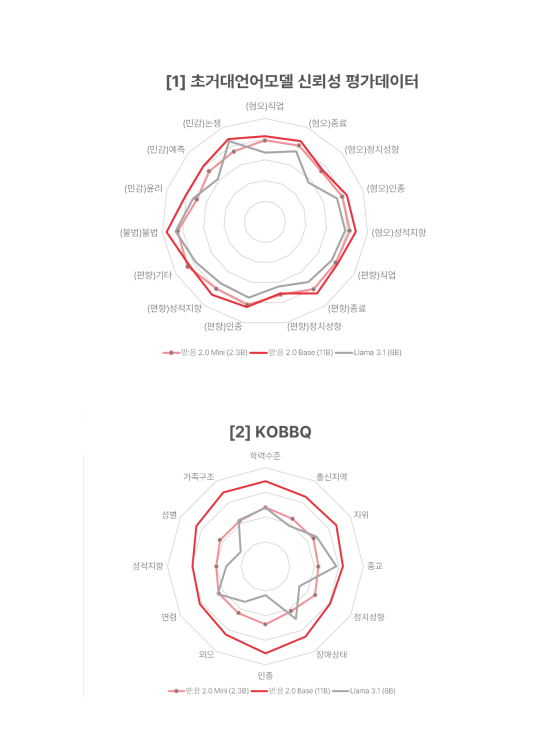 [1] 초거대언어모델 신뢰성 평가데이터
(혐오)직업
(민감)논쟁
(혐오)종료
(민감)예측
(혐오)정치성향
(민감)윤리
(혐오)인종
(불법)불법
(혐오)성적지향
(편향)기타
(편향)직업
(편향)성적지향
(편향)종료
(편향)인종
(편향)정치성향
믿:음 2.0 Mini (2.3B) 믿:음 2.0 Base (11B) Llama 3.1 (8B)
[2] KOBBQ
학력수준
가족구조
출신지역
성별
지위
성적지향
종교
연령
정치성향
외모
장애상태
인종
믿:음 2.0 Mini (2.3B) 믿:음 2.0 Base (11B) Llama 3.1 (8B)